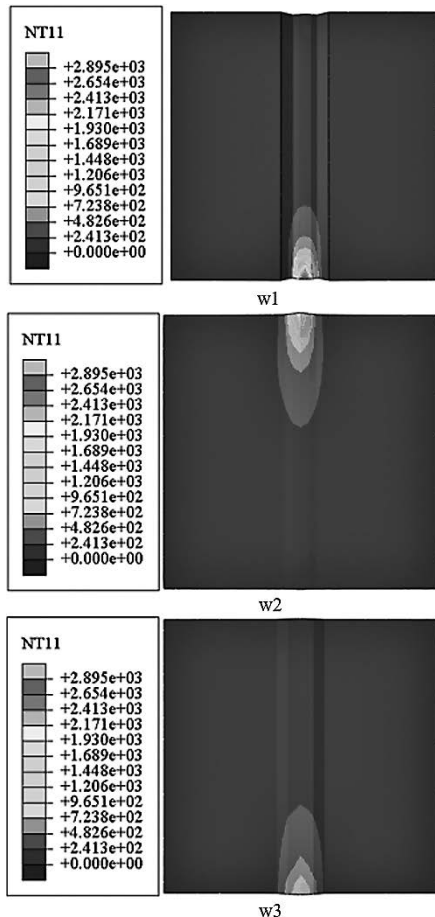 NT11
+2.895e+03
+2.654e+03
+2.413e+03
+2.171e+03
+1.930e+03
+1.689e+03
+1.448e+03
+1.206e+03
+9.651e+02
+7.238e+02
+4.826e+02
+2.413e+02
+0.000e+00
w1
NT11
+2.895e+03
+2.654e+03
+2.413e+03
+2.171e+03
+1.930e+03
+1.689e+03
+1.448e+03
+1.206e+03
+9.651e+02
+7.238e+02
+4.826e+02
+2.413e+02
+0.000e+00
w2
NT11
+2.895e+03
+2.654e+03
+2.413e+03
+2.171e+03
+1.930e+03
+1.689e+03
+1.448e+03
+1.206e+03
+9.651e+02
+7.238e+02
+4.826e+02
+2.413e+02
+0.000e+00
w3